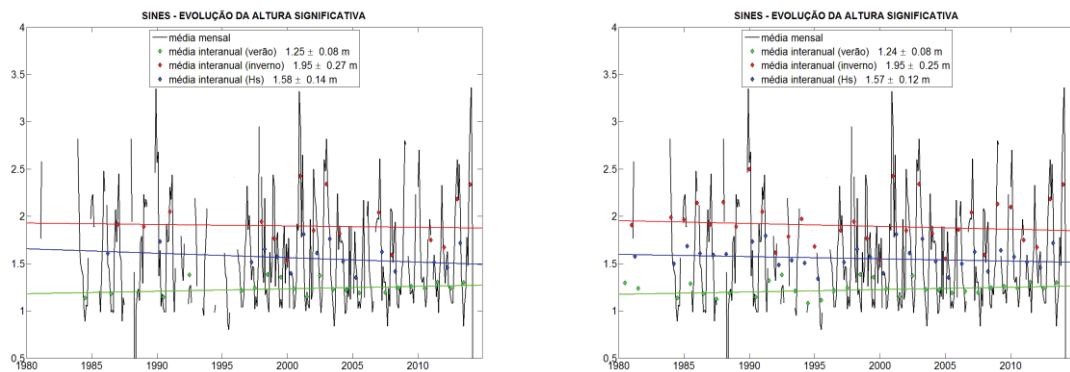 SINES - EVOLUÇÃO DA ALTURA SIGNIFICATIVA
média mensal
média interanual (verão) 1.25 ± 0.08 m
média interanual (inverno) 1.95 ± 0.27 m
média interanual (Hs) 1.58 ± 0.14 m
4
3.5
3
2.5
2
1.5
1
0.5
1980 1985 1990 1995 2000 2005 2010
SINES - EVOLUÇÃO DA ALTURA SIGNIFICATIVA
média mensal
média interanual (verão) 1.24 ± 0.08 m
média interanual (inverno) 1.95 ± 0.25 m
média interanual (Hs) 1.57 ± 0.12 m
4
3.5
3
2.5
2
1.5
1
0.5
1980 1985 1990 1995 2000 2005 2010